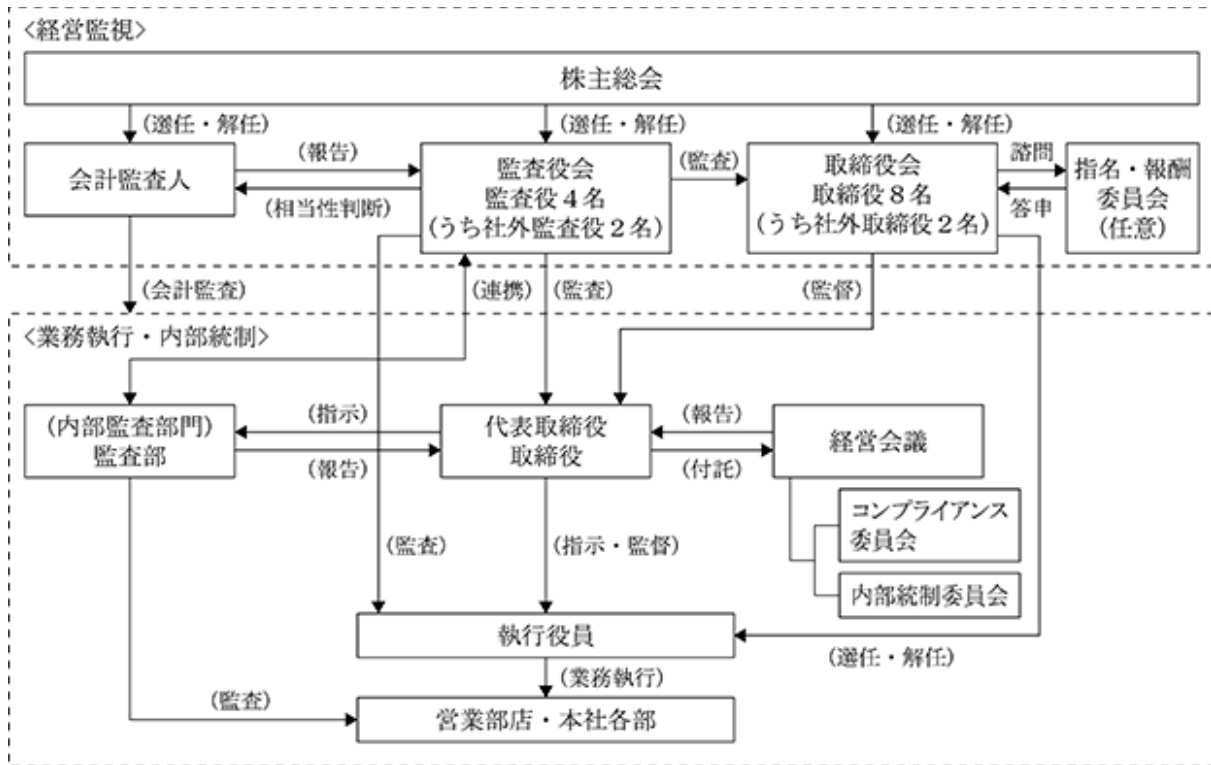 <経営監視>
株主総会
(選任・解任)
(選任・解任)
(選任・解任)
会計監査人
(報告)
(相当性判断)
監査役会
監査役4名
(うち社外監査役2名)
(監査)
取締役会
取締役8名
(うち社外取締役2名)
諮問
答申
指名・報酬
委員会
(任意)
(会計監査)
(連携)
(監査)
(監督)
<業務執行・内部統制>
(内部監査部門)
監査部
(指示)
(報告)
代表取締役
取締役
(報告)
(付託)
経営会議
コンプライアンス
委員会
内部統制委員会
(監査)
(指示・監督)
執行役員
(選任・解任)
(業務執行)
(監査)
営業部店・本社各部